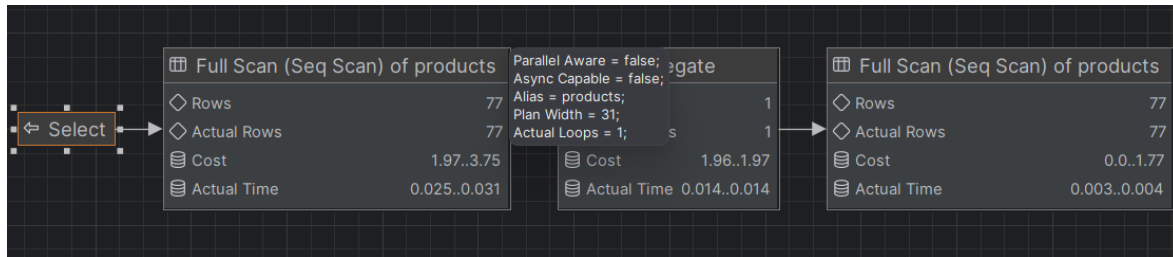 Select
Full Scan (Seq Scan) of products
Rows 77
Actual Rows 77
Cost 1.97..3.75
Actual Time 0.025..0.031
Parallel Aware = false;
Async Capable = false;
Alias = products;
Plan Width = 31;
Actual Loops = 1;
egate
1
s 1
Cost 1.96..1.97
Actual Time 0.014..0.014
Full Scan (Seq Scan) of products
Rows 77
Actual Rows 77
Cost 0.0..1.77
Actual Time 0.003..0.004